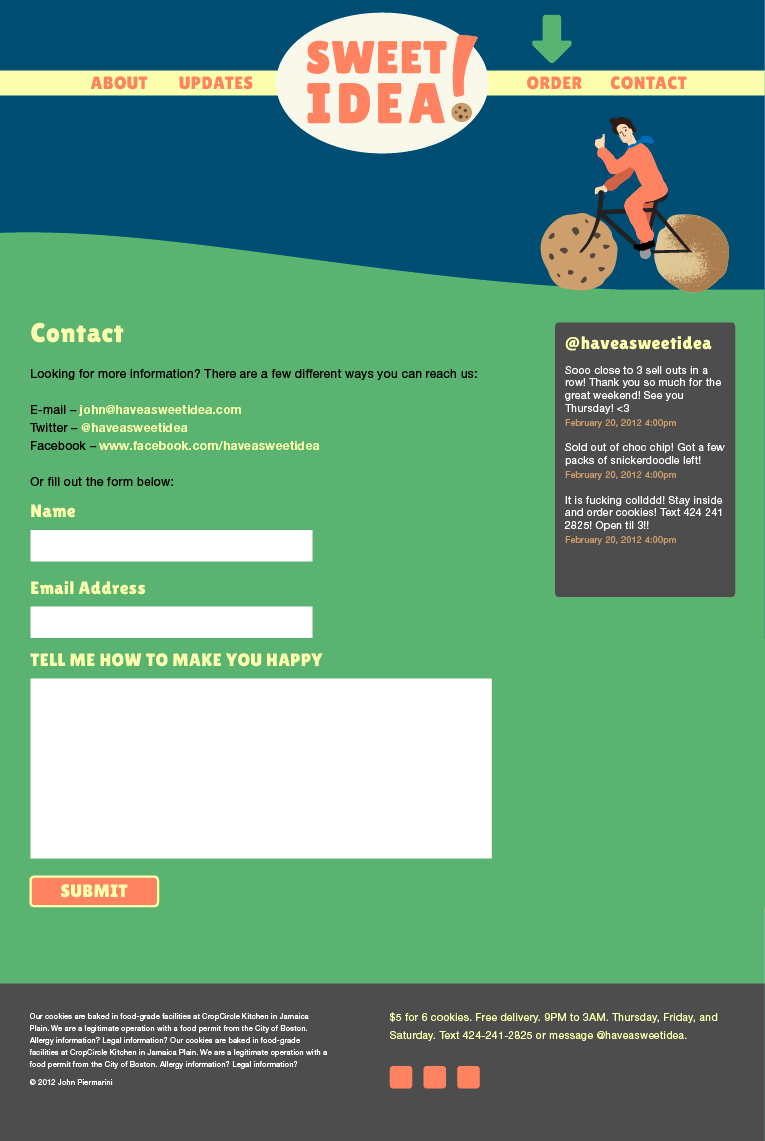 SWEET
IDEA!
ABOUT UPDATES ORDER CONTACT
Contact
Looking for more information? There are a few different ways you can reach us:
E-mail – john@haveasweetidea.com
Twitter – @haveasweetidea
Facebook – www.facebook.com/haveasweetidea
Or fill out the form below:
Name
Email Address
TELL ME HOW TO MAKE YOU HAPPY
SUBMIT
@haveasweetidea
Sooo close to 3 sell outs in a
row! Thank you so much for the
great weekend! See you
Thursday! <3
February 20, 2012 4:00pm
Sold out of choc chip! Got a few
packs of snickerdoodle left!
February 20, 2012 4:00pm
It is fucking collddd! Stay inside
and order cookies! Text 424 241
2825! Open til 3!!
February 20, 2012 4:00pm
Our cookies are baked in food-grade facilities at CropCircle Kitchen in Jamaica
Plain. We are a legitimate operation with a food permit from the City of Boston.
Allergy information? Legal information? Our cookies are baked in food-grade
facilities at CropCircle Kitchen in Jamaica Plain. We are a legitimate operation with a
food permit from the City of Boston. Allergy information? Legal information?
© 2012 John Piermarini
$5 for 6 cookies. Free delivery. 9PM to 3AM. Thursday, Friday, and
Saturday. Text 424-241-2825 or message @haveasweetidea.